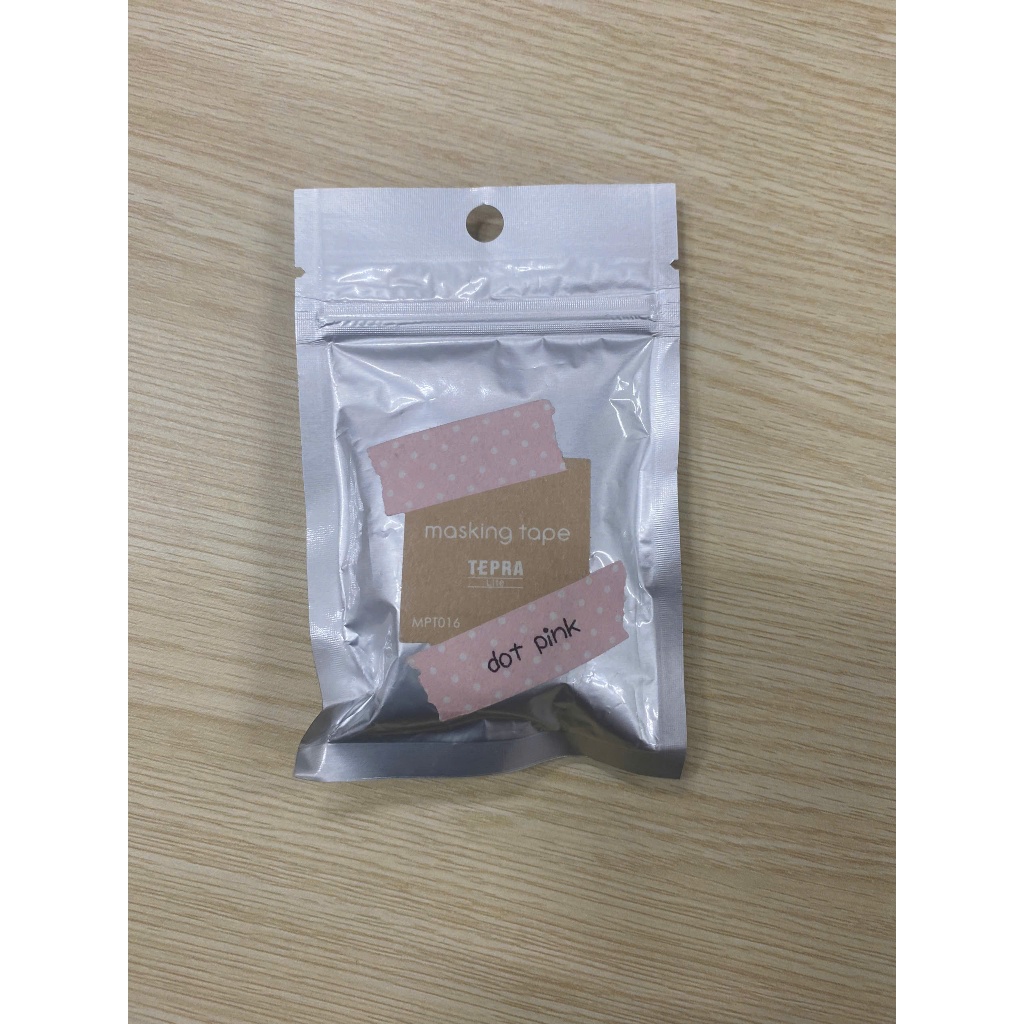 masking tape
TEPRA
Lite
MPT016
dot pink